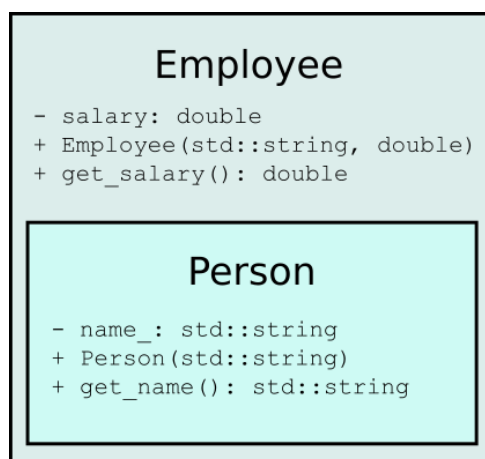 Employee
- salary: double
+ Employee(std::string, double)
+ get_salary(): double
Person
- name_: std::string
+ Person(std::string)
+ get_name(): std::string